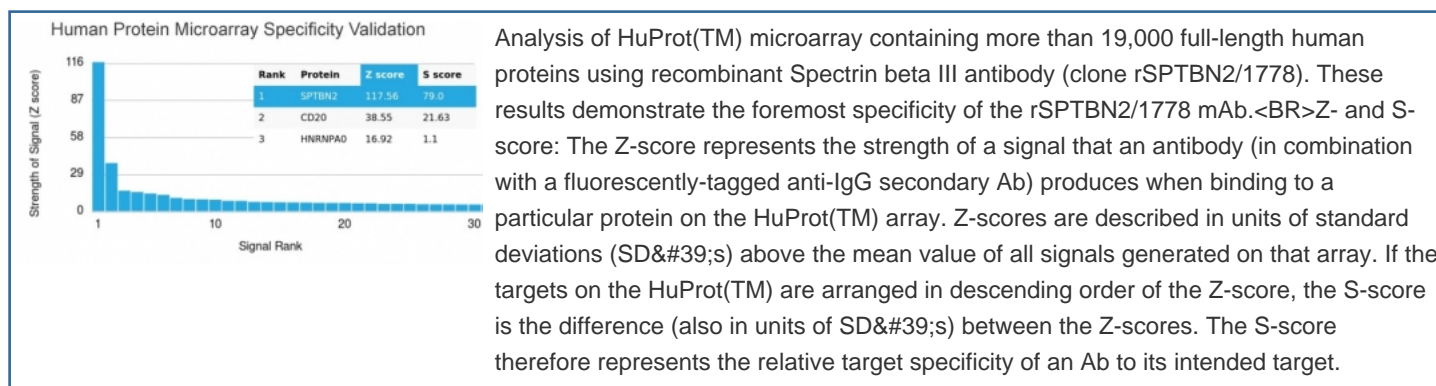 Human Protein Microarray Specificity Validation
Strength of Signal (Z score)
116
87
58
29
0
1
10
20
30
Signal Rank
Rank Protein Z score S score
1 SPTBN2 117.56 79.0
2 CD20 38.55 21.63
3 HNRNPA0 16.92 1.1
Analysis of HuProt(TM) microarray containing more than 19,000 full-length human
proteins using recombinant Spectrin beta III antibody (clone rSPTBN2/1778). These
results demonstrate the foremost specificity of the rSPTBN2/1778 mAb.<BR>Z- and S-
score: The Z-score represents the strength of a signal that an antibody (in combination
with a fluorescently-tagged anti-IgG secondary Ab) produces when binding to a
particular protein on the HuProt(TM) array. Z-scores are described in units of standard
deviations (SD&#39;s) above the mean value of all signals generated on that array. If the
targets on the HuProt(TM) are arranged in descending order of the Z-score, the S-score
is the difference (also in units of SD&#39;s) between the Z-scores. The S-score
therefore represents the relative target specificity of an Ab to its intended target.